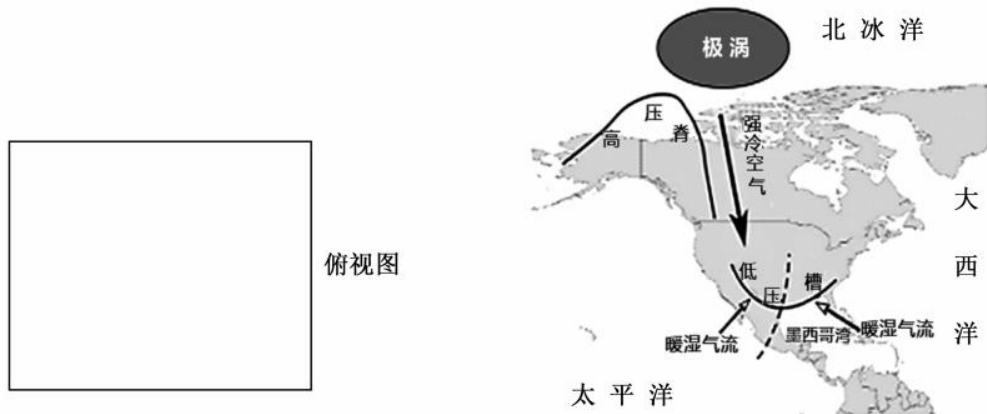 俯视图
极涡
北冰洋
高压脊
强冷空气
大西洋
低压槽
暖湿气流
墨西哥湾
暖湿气流
太平洋